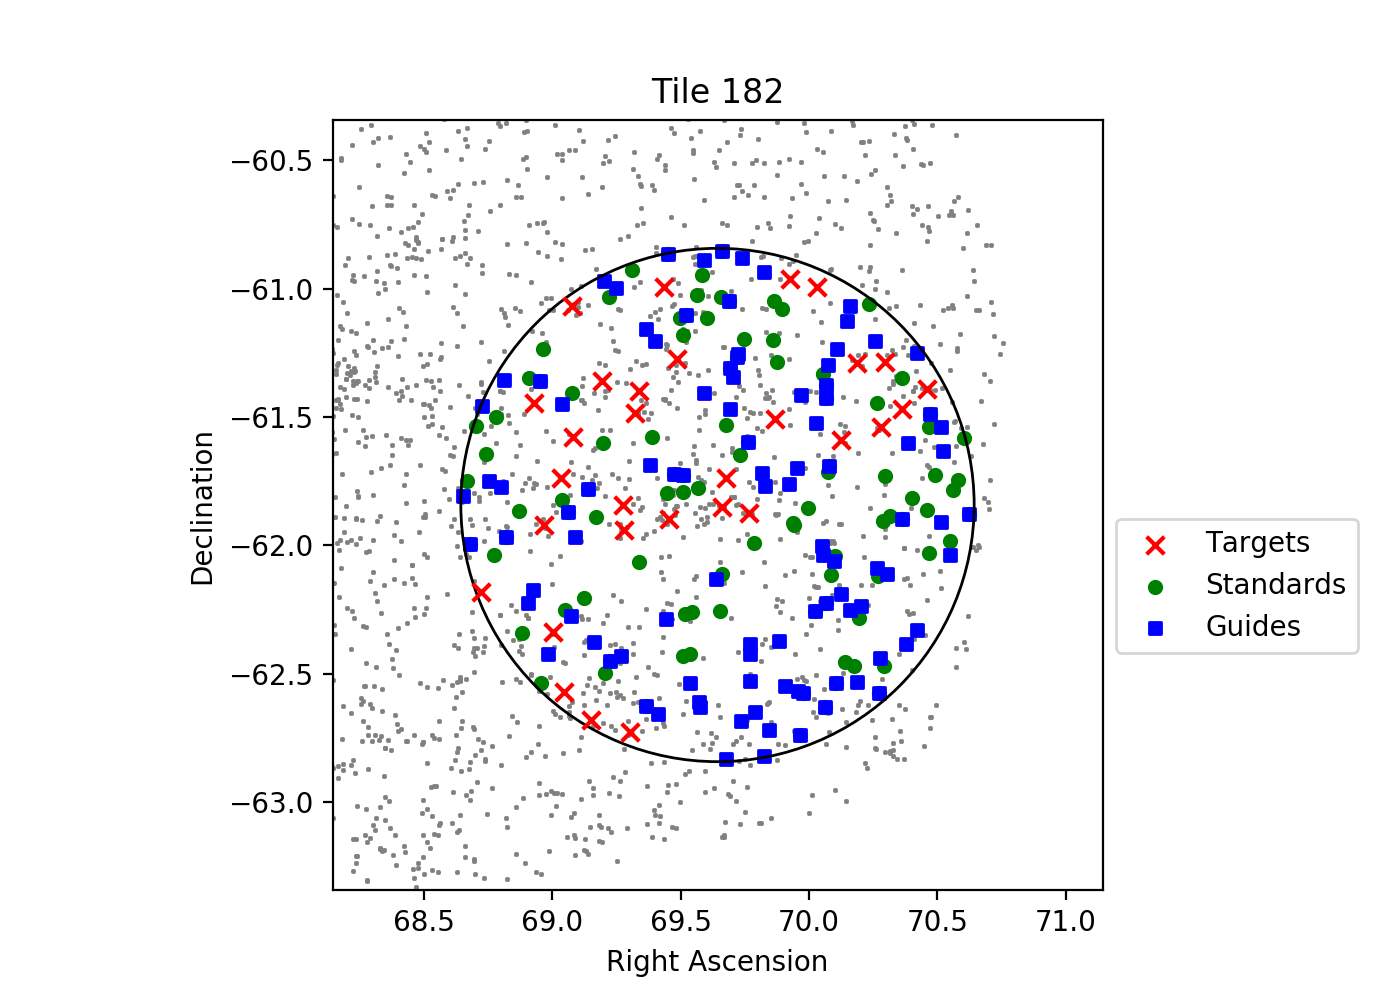 Tile 182
−60.5
−61.0
−61.5
−62.0
−62.5
−63.0
Declination
68.5 69.0 69.5 70.0 70.5 71.0
Right Ascension
Targets
Standards
Guides